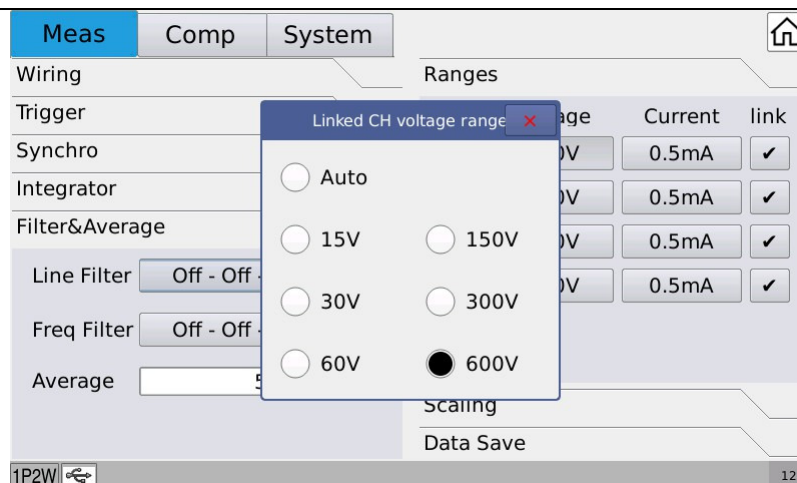 Meas Comp System
Wiring
Trigger
Synchro
Integrator
Filter&Average
Line Filter Off - Off -
Freq Filter Off - Off -
Average
Ranges
Current link
0.5mA ✔
0.5mA ✔
0.5mA ✔
0.5mA ✔
Scaling
Data Save
Linked CH voltage range
Auto
15V 150V
30V 300V
60V 600V
1P2W 12